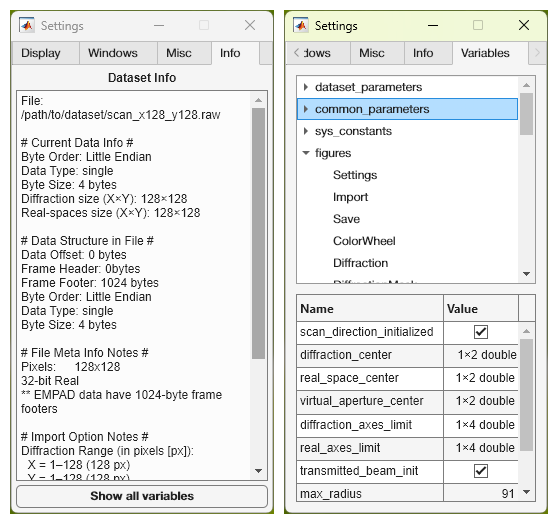 Settings
Display Windows Misc Info
Dataset Info
File:
/path/to/dataset/scan_x128_y128.raw
# Current Data Info #
Byte Order: Little Endian
Data Type: single
Byte Size: 4 bytes
Diffraction size (X×Y): 128×128
Real-spaces size (X×Y): 128×128
# Data Structure in File #
Data Offset: 0 bytes
Frame Header: 0bytes
Frame Footer: 1024 bytes
Byte Order: Little Endian
Data Type: single
Byte Size: 4 bytes
# File Meta Info Notes #
Pixels: 128x128
32-bit Real
** EMPAD data have 1024-byte frame
footers
# Import Option Notes #
Diffraction Range (in pixels [px]):
X = 1–128 (128 px)
Y = 1–128 (128 px)
Show all variables
Settings
dows Misc Info Variables
dataset_parameters
common_parameters
sys_constants
figures
Settings
Import
Save
ColorWheel
Diffraction
DiffractionMask
Name Value
scan_direction_initialized
diffraction_center 1×2 double
real_space_center 1×2 double
virtual_aperture_center 1×2 double
diffraction_axes_limit 1×4 double
real_axes_limit 1×4 double
transmitted_beam_init
max_radius 91